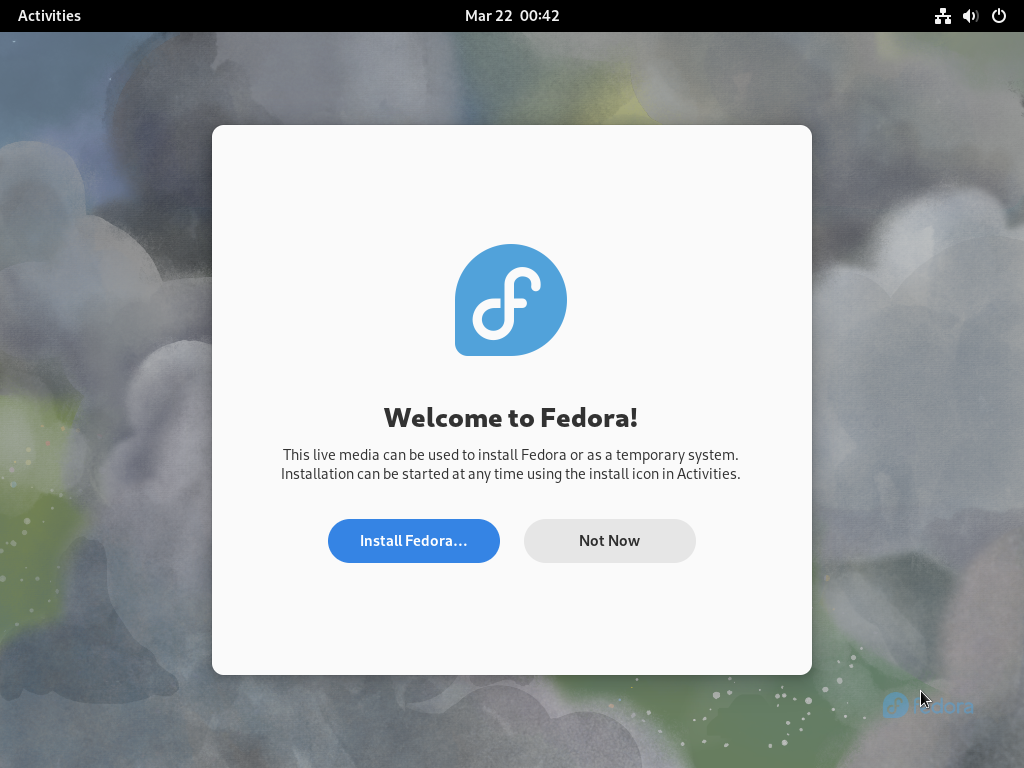 Activities
Mar 22 00:42
Welcome to Fedora!
This live media can be used to install Fedora or as a temporary system.
Installation can be started at any time using the install icon in Activities.
Install Fedora…
Not Now
fedora